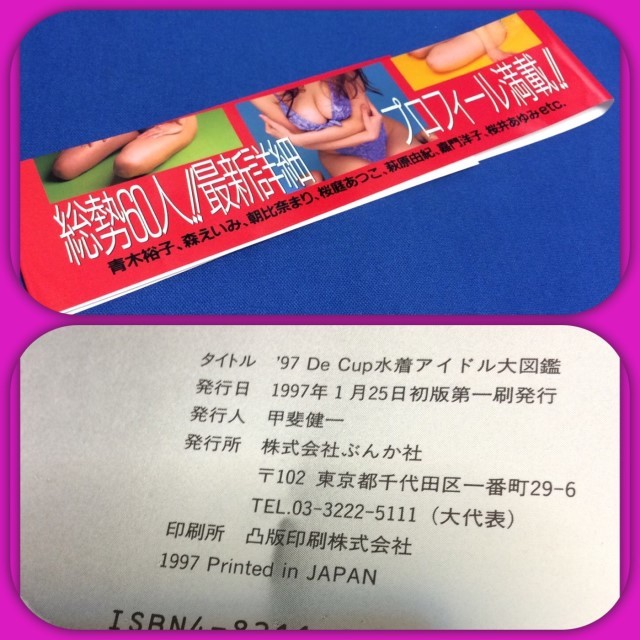 総勢60人!!最新詳細プロフィール満載!!
青木裕子、森えいみ、朝比奈まり、桜庭あつこ、萩原由紀、嘉門洋子、桜井あゆみetc.
タイトル '97 De Cup水着アイドル大図鑑
発行日 1997年1月25日初版第一刷発行
発行人 甲斐健一
発行所 株式会社ぶんか社
〒102 東京都千代田区一番町29-6
TEL.03-3222-5111（大代表）
印刷所 凸版印刷株式会社
1997 Printed in JAPAN
ISBN4-8211